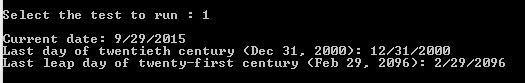 Select the test to run : 1
Current date: 9/29/2015
Last day of twentieth century (Dec 31, 2000): 12/31/2000
Last leap day of twenty-first century (Feb 29, 2096): 2/29/2096